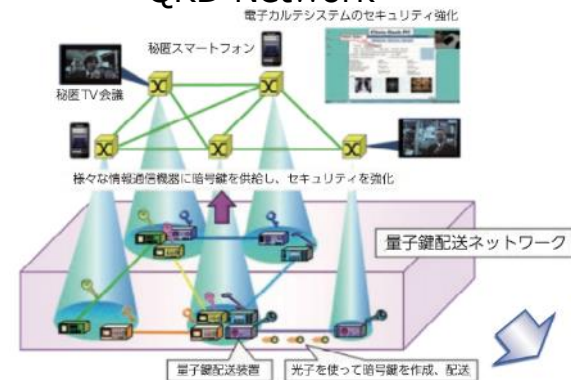 QKD Network
電子カルテシステムのセキュリティ強化
秘匿スマートフォン
秘匿TV会議
様々な情報通信機器に暗号鍵を供給し、セキュリティを強化
量子鍵配送ネットワーク
量子鍵配送装置
光子を使って暗号鍵を作成、配送